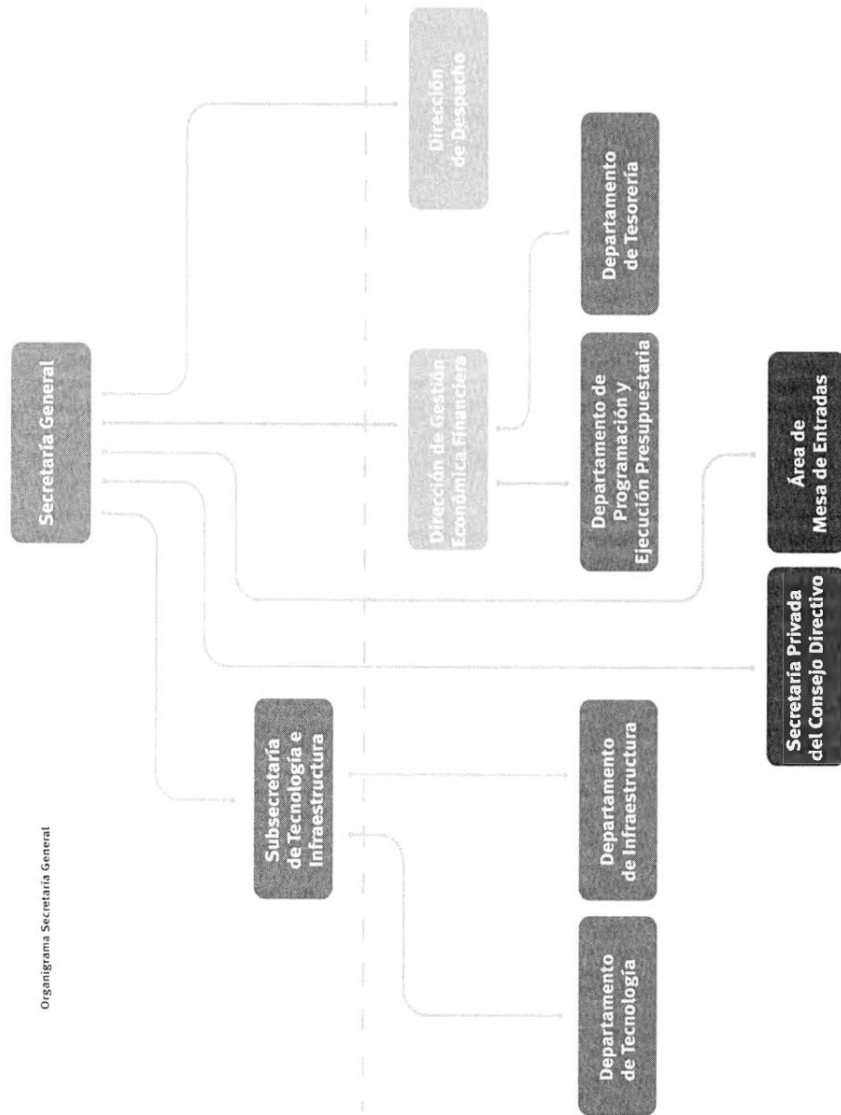 Organigrama Secretaría General
Secretaría General
Subsecretaría
de Tecnología e
Infraestructura
Dirección de Gestión
Económica Financiera
Dirección
de Despacho
Departamento
de Tecnología
Departamento
de Infraestructura
Departamento de
Programación y
Ejecución Presupuestaria
Departamento
de Tesorería
Secretaría Privada
del Consejo Directivo
Área de
Mesa de Entradas